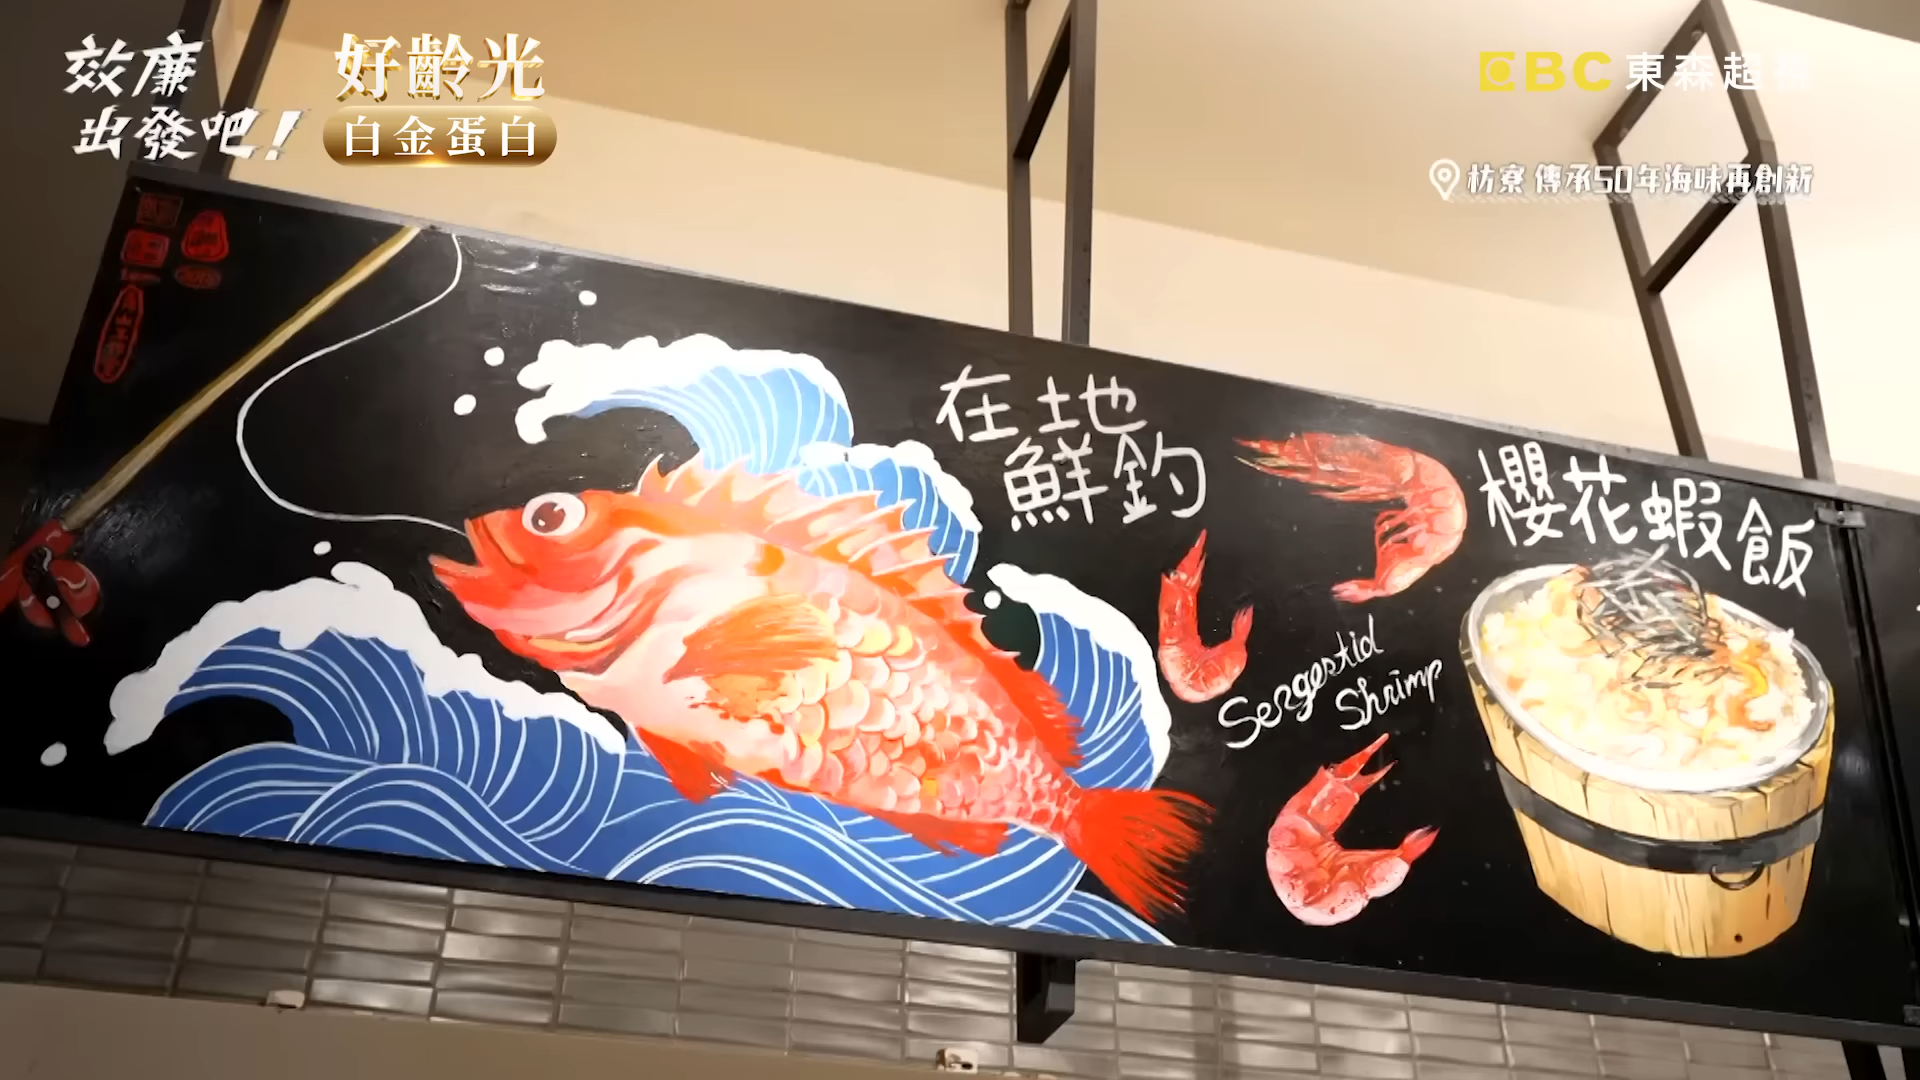 效廉
出發吧!
好齡光
白金蛋白
EBC 東森超視
枋寮 傳承50年海味再創新
在地
鮮釣
櫻花蝦飯
Sergestid
Shrimp